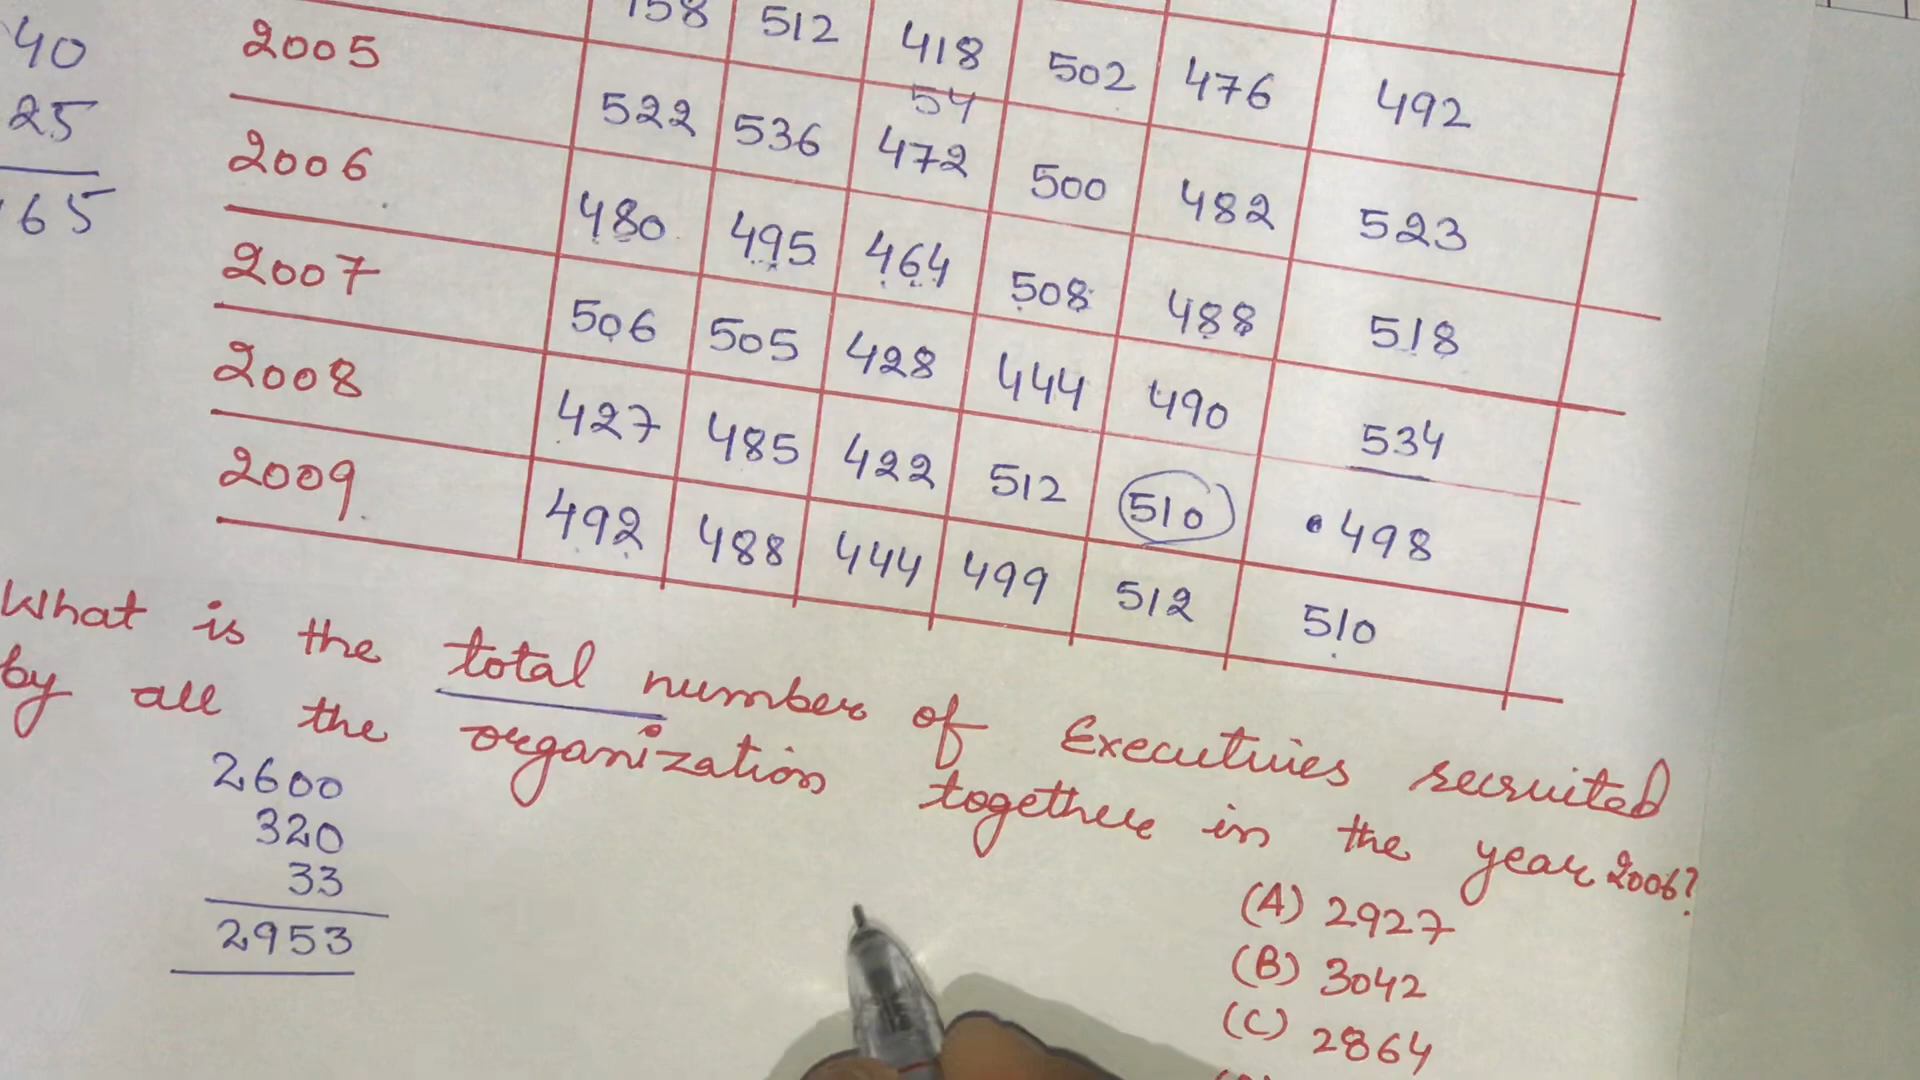 40
25
65
158 512 418 502 476 492
2005 522 536 54 472 500 482 523
2006 480 495 464 508 488 518
2007 506 505 428 444 490 534
2008 427 485 422 512 510 498
2009 492 488 444 499 512 510
What is the total number of Executives recruited
by all the organization together in the year 2006?
2600
320
33
2953
(A) 2927
(B) 3042
(C) 2864